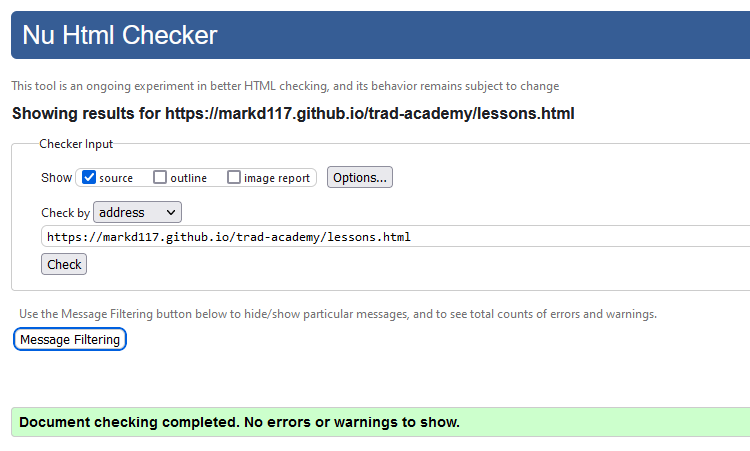 Nu Html Checker
This tool is an ongoing experiment in better HTML checking, and its behavior remains subject to change
Showing results for https://markd117.github.io/trad-academy/lessons.html
Checker Input
Show source outline image report Options...
Check by address
https://markd117.github.io/trad-academy/lessons.html
Check
Use the Message Filtering button below to hide/show particular messages, and to see total counts of errors and warnings.
Message Filtering
Document checking completed. No errors or warnings to show.